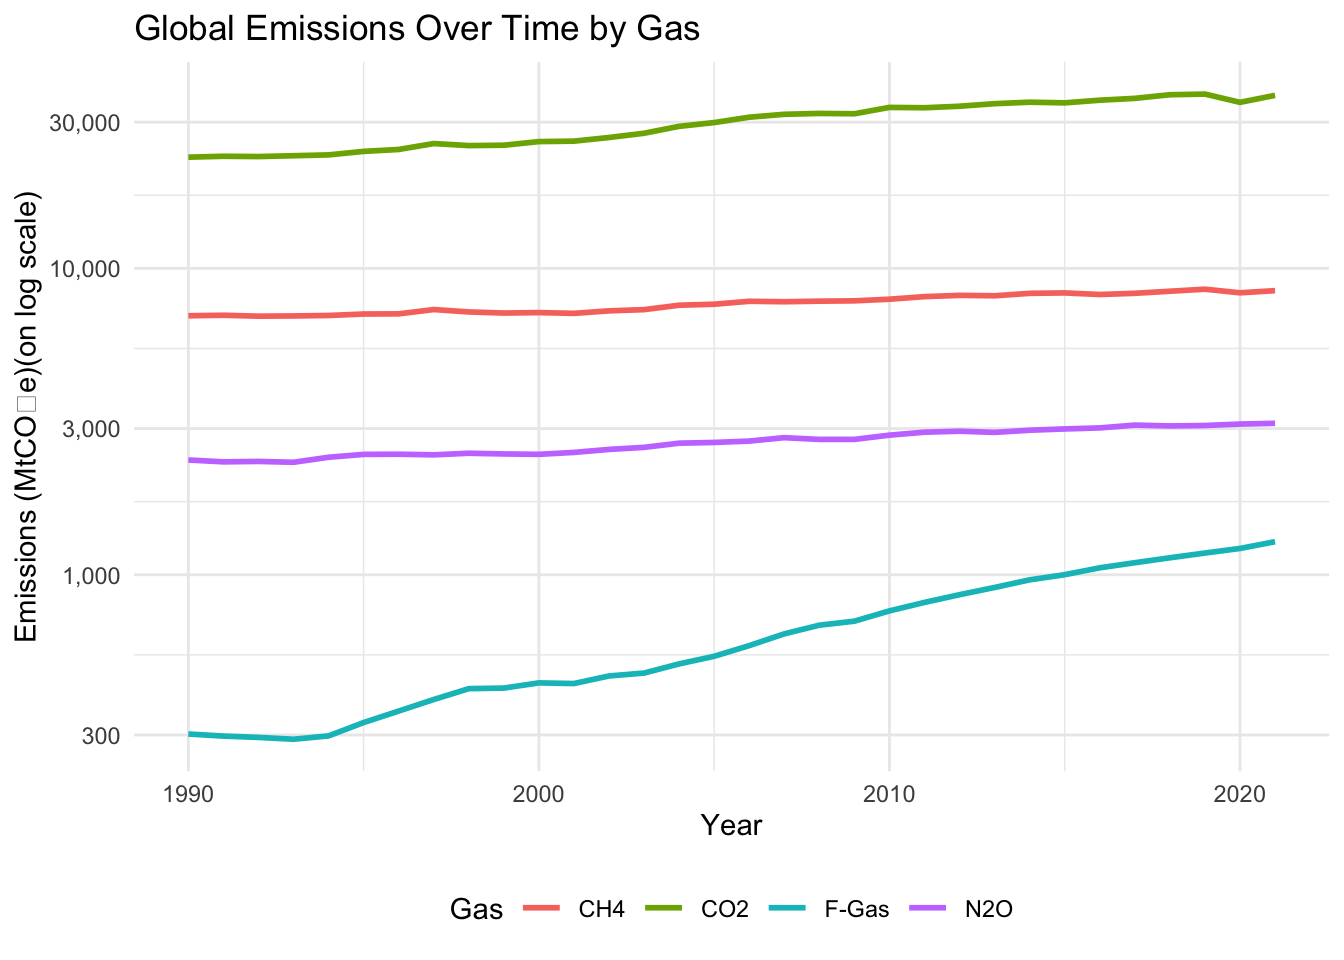 Global Emissions Over Time by Gas
Emissions (MtCO□e)(on log scale)
30,000
10,000
3,000
1,000
300
1990 2000 2010 2020
Year
Gas CH4 CO2 F-Gas N2O